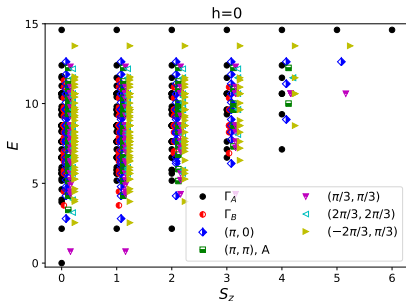 h=0
15
10
5
0
E
0 1 2 3 4 5 6
S_z
Γ_A
Γ_B
(π, 0)
(π, π), A
(π/3, π/3)
(2π/3, 2π/3)
(−2π/3, π/3)